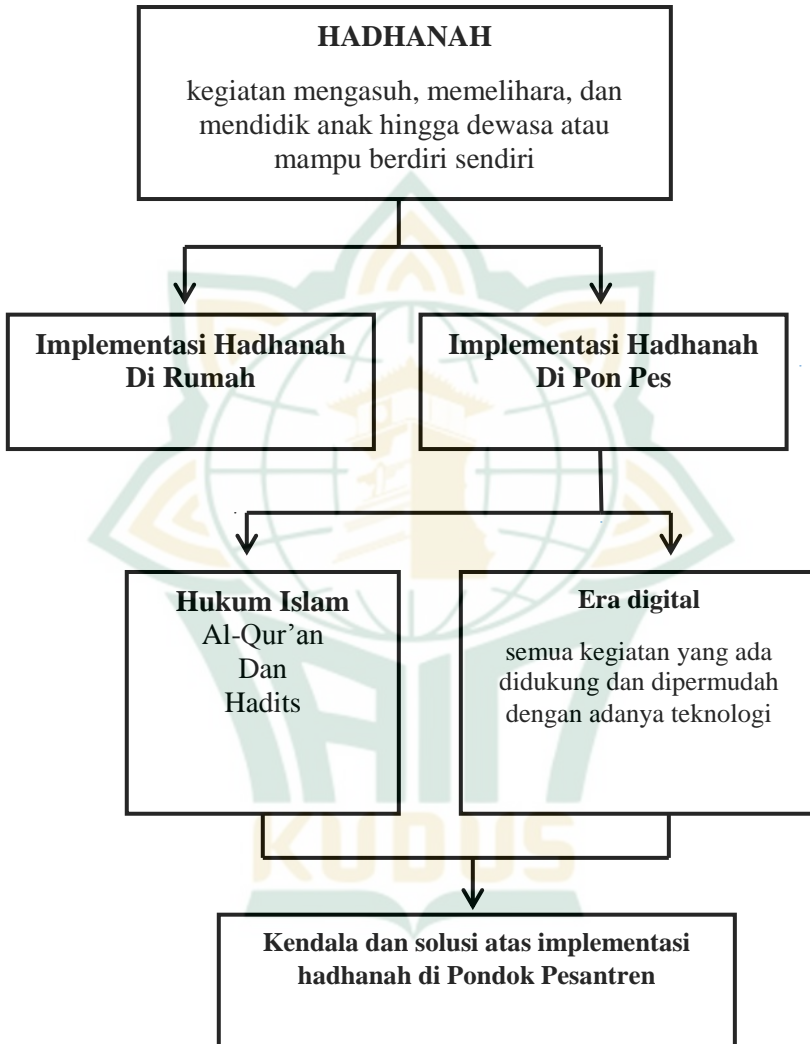 HADHANAH
kegiatan mengasuh, memelihara, dan
mendidik anak hingga dewasa atau
mampu berdiri sendiri
Implementasi Hadhanah
Di Rumah
Implementasi Hadhanah
Di Pon Pes
Hukum Islam
Al-Qur’an
Dan
Hadits
Era digital
semua kegiatan yang ada
didukung dan dipermudah
dengan adanya teknologi
IAIN
KUDUS
Kendala dan solusi atas implementasi
hadhanah di Pondok Pesantren